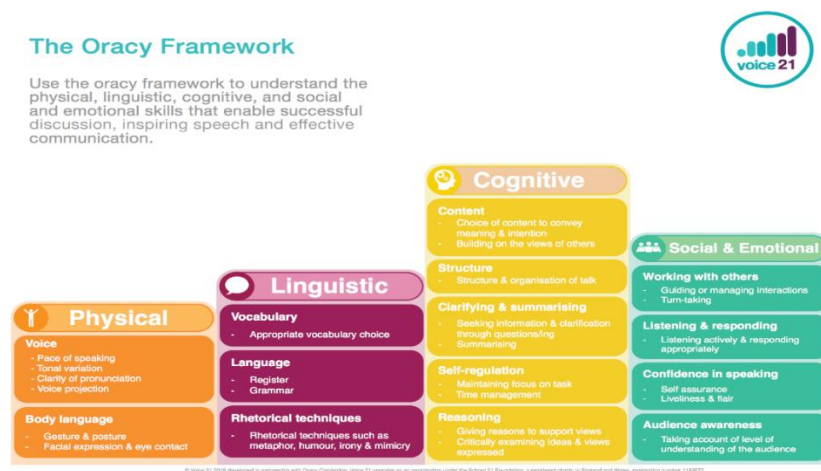 The Oracy Framework
Use the oracy framework to understand the
physical, linguistic, cognitive, and social
and emotional skills that enable successful
discussion, inspiring speech and effective
communication.
voice 21
Physical
Voice
- Pace of speaking
- Tonal variation
- Clarity of pronunciation
- Voice projection
Body language
- Gesture & posture
- Facial expression & eye contact
Linguistic
Vocabulary
- Appropriate vocabulary choice
Language
- Register
- Grammar
Rhetorical techniques
- Rhetorical techniques such as
metaphor, humour, irony & mimicry
Cognitive
Content
- Choice of content to convey
meaning & intention
- Building on the views of others
Structure
- Structure & organisation of talk
Clarifying & summarising
- Seeking information & clarification
through questions/ing
- Summarising
Self-regulation
- Maintaining focus on task
- Time management
Reasoning
- Giving reasons to support views
- Critically examining ideas & views
expressed
Social & Emotional
Working with others
- Guiding or managing interactions
- Turn-taking
Listening & responding
- Listening actively & responding
appropriately
Confidence in speaking
- Self assurance
- Liveliness & flair
Audience awareness
- Taking account of level of
understanding of the audience